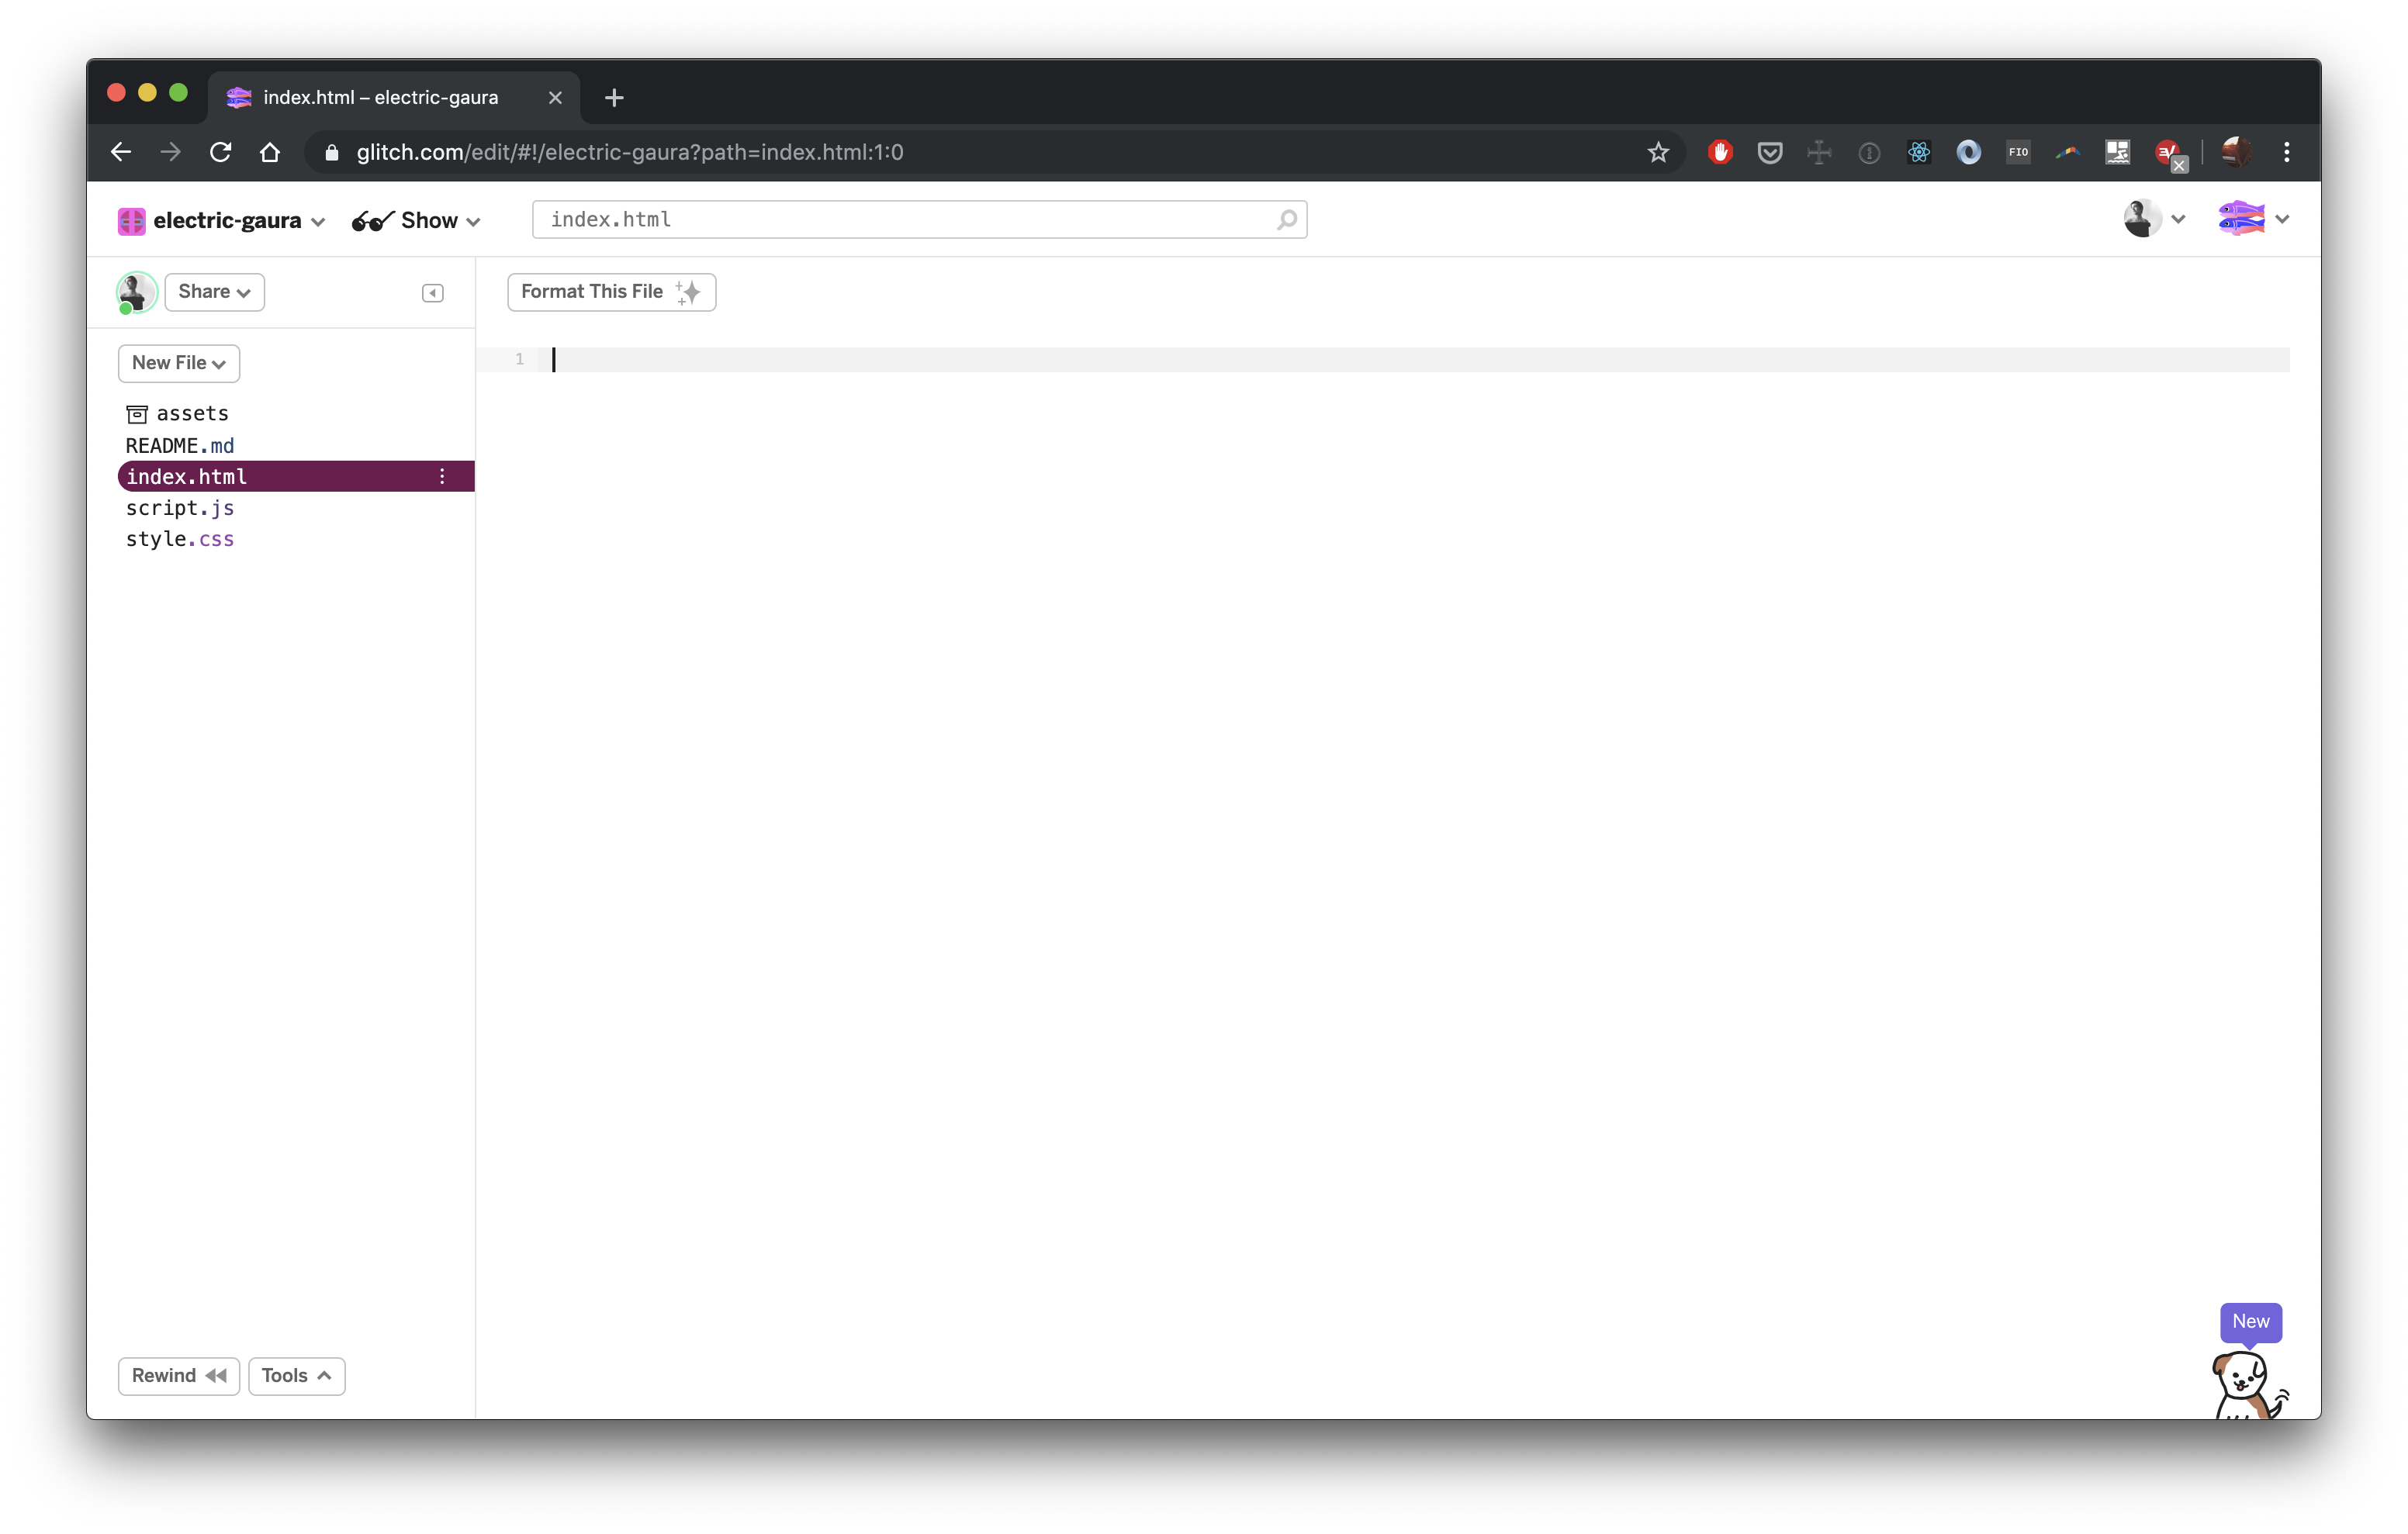 index.html – electric-gaura
glitch.com/edit/#!/electric-gaura?path=index.html:1:0
FIO
electric-gaura
Show
index.html
Share
Format This File
New File
1
assets
README.md
index.html
script.js
style.css
New
Rewind
Tools